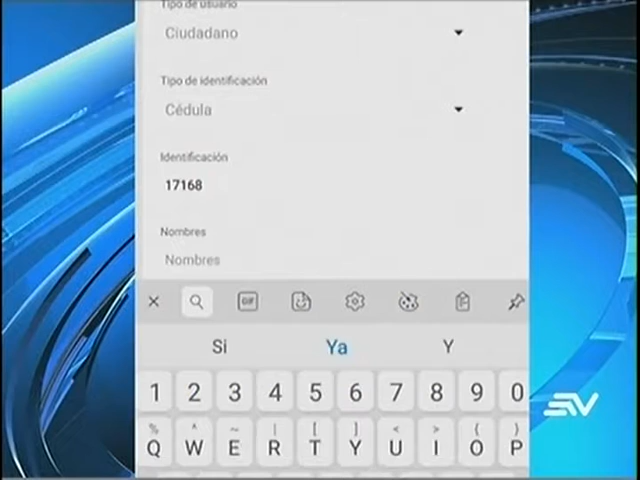 Tipo de usuario
Ciudadano
Tipo de identificación
Cédula
Identificación
17168
Nombres
Nombres
GIF
Si Ya Y
1 2 3 4 5 6 7 8 9 0
% ^ ~ | [ ] < > { }
Q W E R T Y U I O P